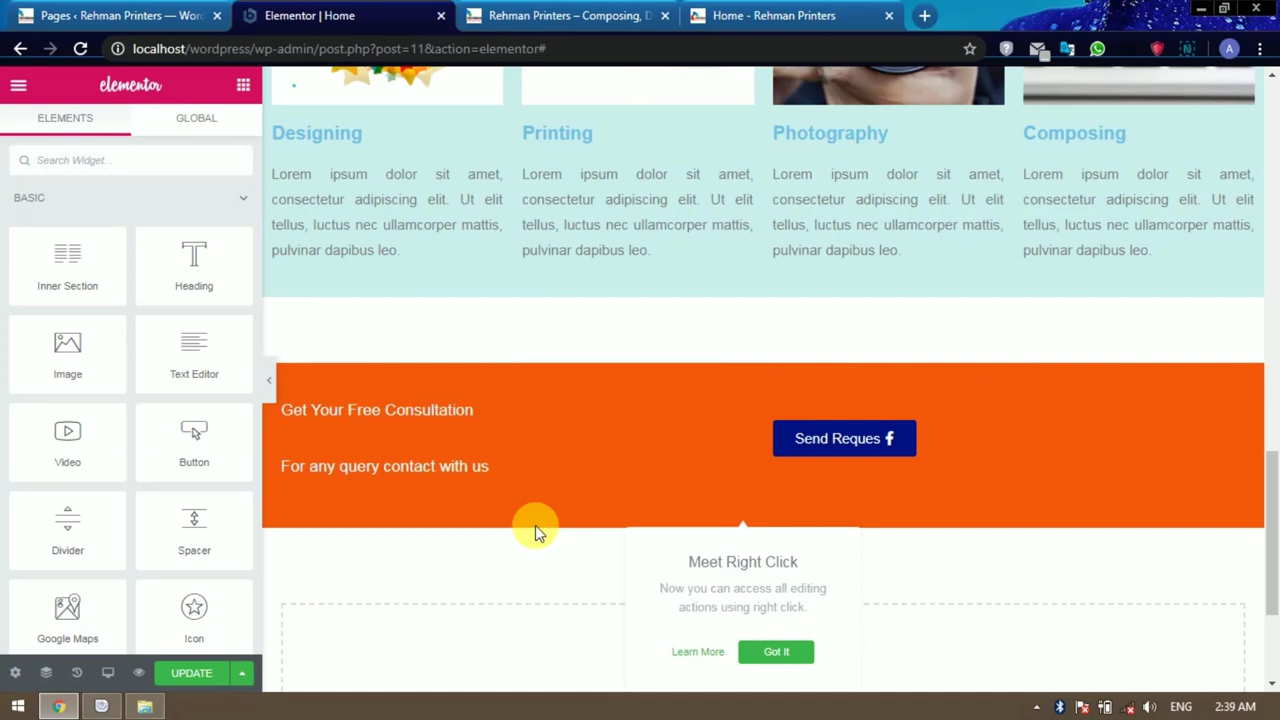 Pages ‹ Rehman Printers — Wor
Elementor | Home
Rehman Printers – Composing, D
Home - Rehman Printers
localhost/wordpress/wp-admin/post.php?post=11&action=elementor#
A
elementor
ELEMENTS
GLOBAL
Search Widget...
BASIC
Inner Section
Heading
Image
Text Editor
Video
Button
Divider
Spacer
Google Maps
Icon
UPDATE
Designing
Printing
Photography
Composing
Lorem ipsum dolor sit amet, consectetur adipiscing elit. Ut elit tellus, luctus nec ullamcorper mattis, pulvinar dapibus leo.
Lorem ipsum dolor sit amet, consectetur adipiscing elit. Ut elit tellus, luctus nec ullamcorper mattis, pulvinar dapibus leo.
Lorem ipsum dolor sit amet, consectetur adipiscing elit. Ut elit tellus, luctus nec ullamcorper mattis, pulvinar dapibus leo.
Lorem ipsum dolor sit amet, consectetur adipiscing elit. Ut elit tellus, luctus nec ullamcorper mattis, pulvinar dapibus leo.
Get Your Free Consultation
For any query contact with us
Send Reques
Meet Right Click
Now you can access all editing
actions using right click.
Learn More
Got It
ENG
2:39 AM